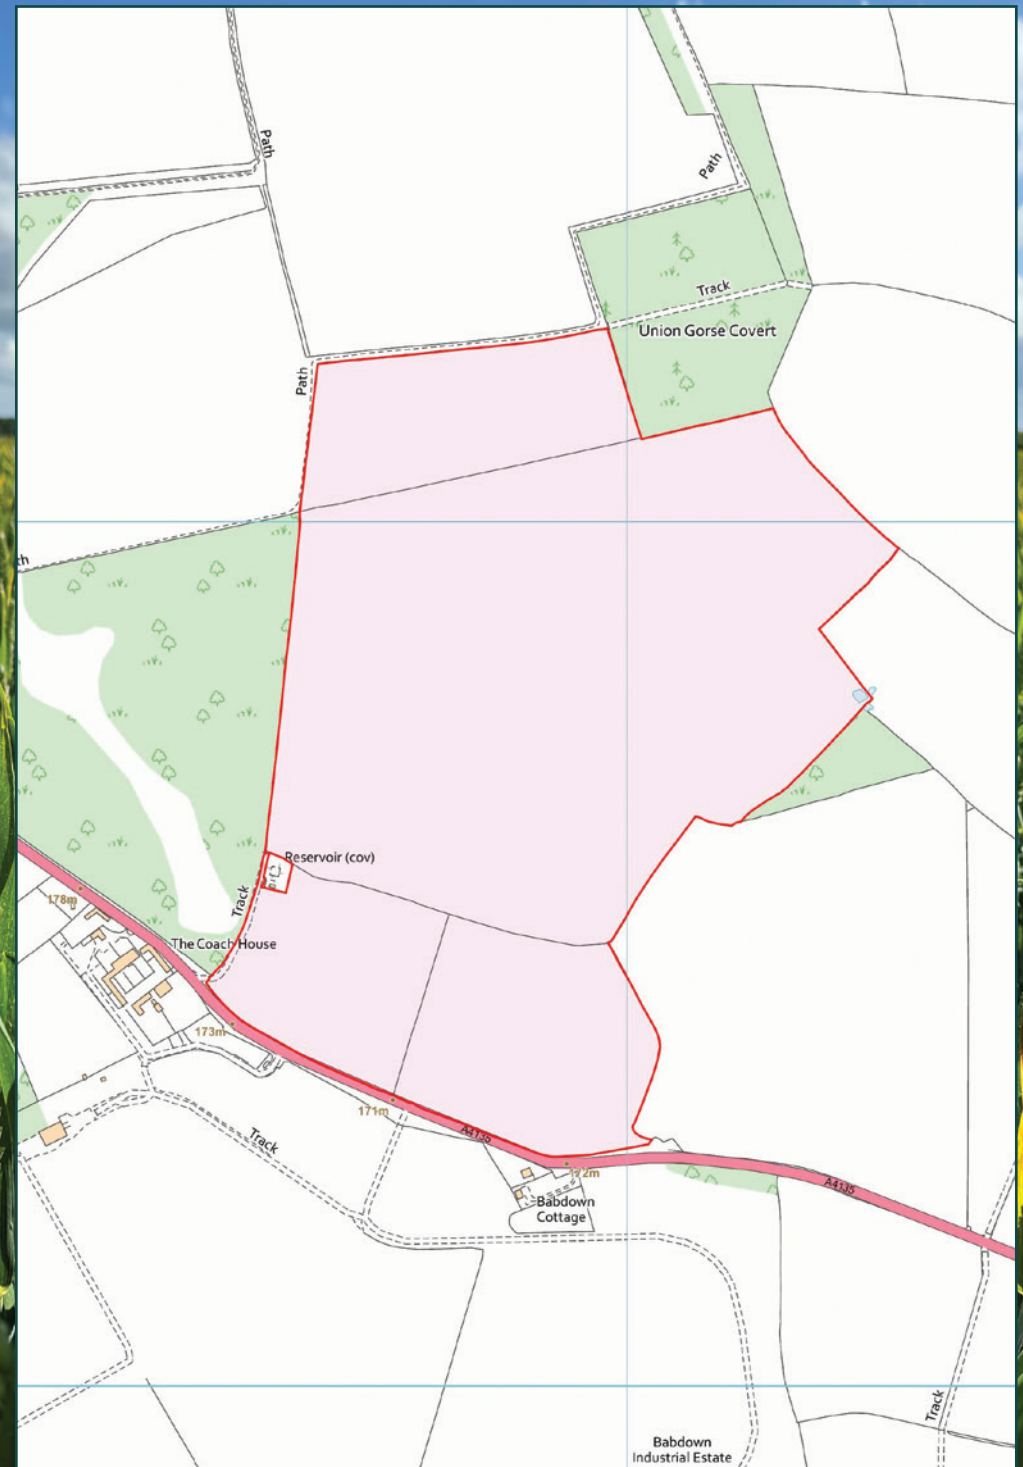 Path
Path
Track
Union Gorse Covert
Path
th
Reservoir (cov)
178m
Track
The Coach House
173m
171m
A4135
Track
172m
A4135
Babdown
Cottage
Track
Babdown
Industrial Estate